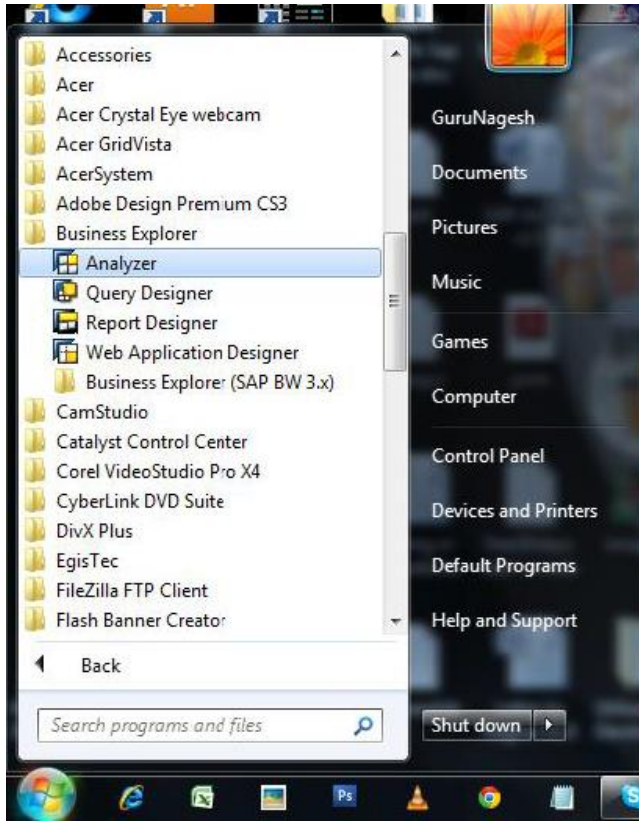 Accessories
Acer
Acer Crystal Eye webcam
Acer GridVista
AcerSystem
Adobe Design Premium CS3
Business Explorer
Analyzer
Query Designer
Report Designer
Web Application Designer
Business Explorer (SAP BW 3.x)
CamStudio
Catalyst Control Center
Corel VideoStudio Pro X4
CyberLink DVD Suite
DivX Plus
EgisTec
FileZilla FTP Client
Flash Banner Creator
Back
Search programs and files
GuruNagesh
Documents
Pictures
Music
Games
Computer
Control Panel
Devices and Printers
Default Programs
Help and Support
Shut down
Ps